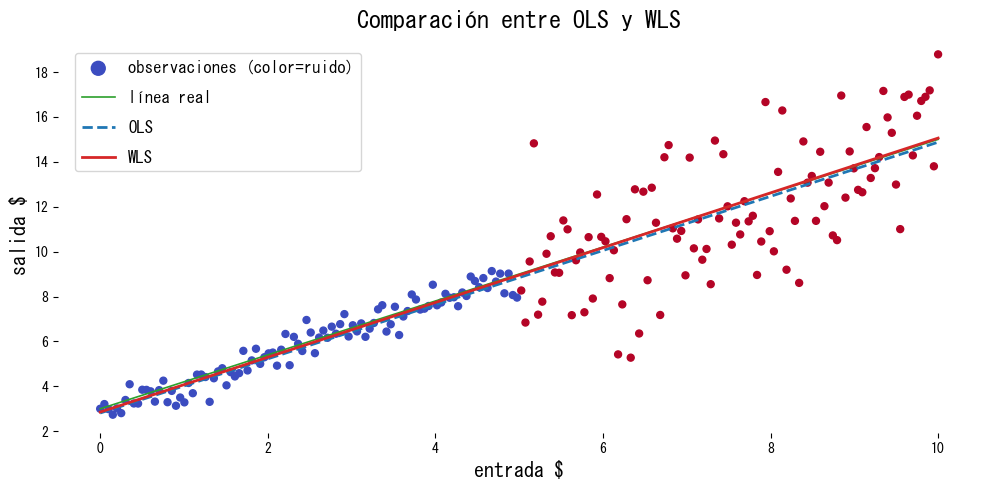 Comparación entre OLS y WLS
observaciones (color=ruido)
línea real
OLS
WLS
salida $
18
16
14
12
10
8
6
4
2
0
2
4
6
8
10
entrada $